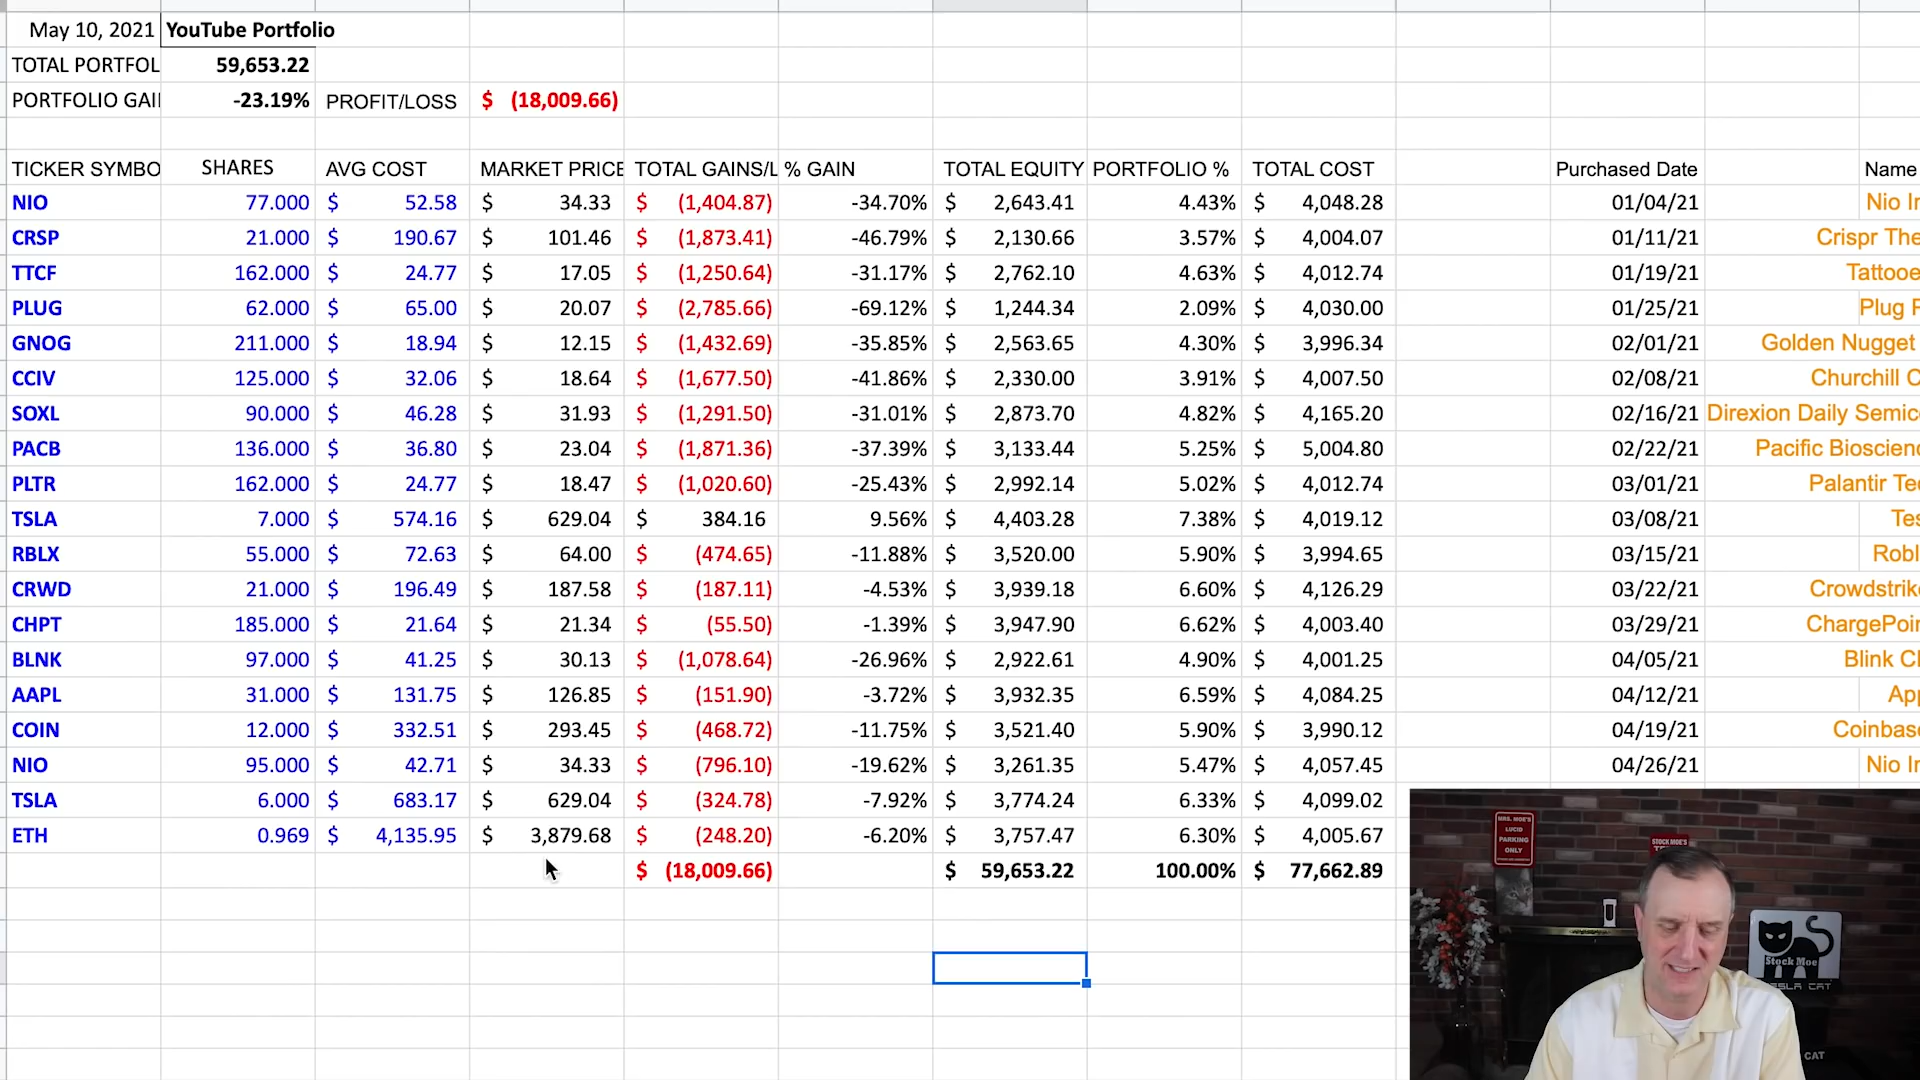 May 10, 2021 YouTube Portfolio
TOTAL PORTFOL 59,653.22
PORTFOLIO GAI -23.19% PROFIT/LOSS $ (18,009.66)
TICKER SYMBO SHARES AVG COST MARKET PRICE TOTAL GAINS/L % GAIN TOTAL EQUITY PORTFOLIO % TOTAL COST Purchased Date Name
NIO 77.000 $ 52.58 $ 34.33 $ (1,404.87) -34.70% $ 2,643.41 4.43% $ 4,048.28 01/04/21 Nio In
CRSP 21.000 $ 190.67 $ 101.46 $ (1,873.41) -46.79% $ 2,130.66 3.57% $ 4,004.07 01/11/21 Crispr The
TTCF 162.000 $ 24.77 $ 17.05 $ (1,250.64) -31.17% $ 2,762.10 4.63% $ 4,012.74 01/19/21 Tattooe
PLUG 62.000 $ 65.00 $ 20.07 $ (2,785.66) -69.12% $ 1,244.34 2.09% $ 4,030.00 01/25/21 Plug P
GNOG 211.000 $ 18.94 $ 12.15 $ (1,432.69) -35.85% $ 2,563.65 4.30% $ 3,996.34 02/01/21 Golden Nugget
CCIV 125.000 $ 32.06 $ 18.64 $ (1,677.50) -41.86% $ 2,330.00 3.91% $ 4,007.50 02/08/21 Churchill C
SOXL 90.000 $ 46.28 $ 31.93 $ (1,291.50) -31.01% $ 2,873.70 4.82% $ 4,165.20 02/16/21 Direxion Daily Semic
PACB 136.000 $ 36.80 $ 23.04 $ (1,871.36) -37.39% $ 3,133.44 5.25% $ 5,004.80 02/22/21 Pacific Bioscienc
PLTR 162.000 $ 24.77 $ 18.47 $ (1,020.60) -25.43% $ 2,992.14 5.02% $ 4,012.74 03/01/21 Palantir Te
TSLA 7.000 $ 574.16 $ 629.04 $ 384.16 9.56% $ 4,403.28 7.38% $ 4,019.12 03/08/21 Tes
RBLX 55.000 $ 72.63 $ 64.00 $ (474.65) -11.88% $ 3,520.00 5.90% $ 3,994.65 03/15/21 Robl
CRWD 21.000 $ 196.49 $ 187.58 $ (187.11) -4.53% $ 3,939.18 6.60% $ 4,126.29 03/22/21 Crowdstrik
CHPT 185.000 $ 21.64 $ 21.34 $ (55.50) -1.39% $ 3,947.90 6.62% $ 4,003.40 03/29/21 ChargePoin
BLNK 97.000 $ 41.25 $ 30.13 $ (1,078.64) -26.96% $ 2,922.61 4.90% $ 4,001.25 04/05/21 Blink Ch
AAPL 31.000 $ 131.75 $ 126.85 $ (151.90) -3.72% $ 3,932.35 6.59% $ 4,084.25 04/12/21 App
COIN 12.000 $ 332.51 $ 293.45 $ (468.72) -11.75% $ 3,521.40 5.90% $ 3,990.12 04/19/21 Coinbas
NIO 95.000 $ 42.71 $ 34.33 $ (796.10) -19.62% $ 3,261.35 5.47% $ 4,057.45 04/26/21 Nio In
TSLA 6.000 $ 683.17 $ 629.04 $ (324.78) -7.92% $ 3,774.24 6.33% $ 4,099.02
ETH 0.969 $ 4,135.95 $ 3,879.68 $ (248.20) -6.20% $ 3,757.47 6.30% $ 4,005.67
$ (18,009.66) $ 59,653.22 100.00% $ 77,662.89
MRS. MOE'S
LUCID
PARKING
ONLY
STOCK MOE'S
Stock Moe
TESLA CAT
CAT